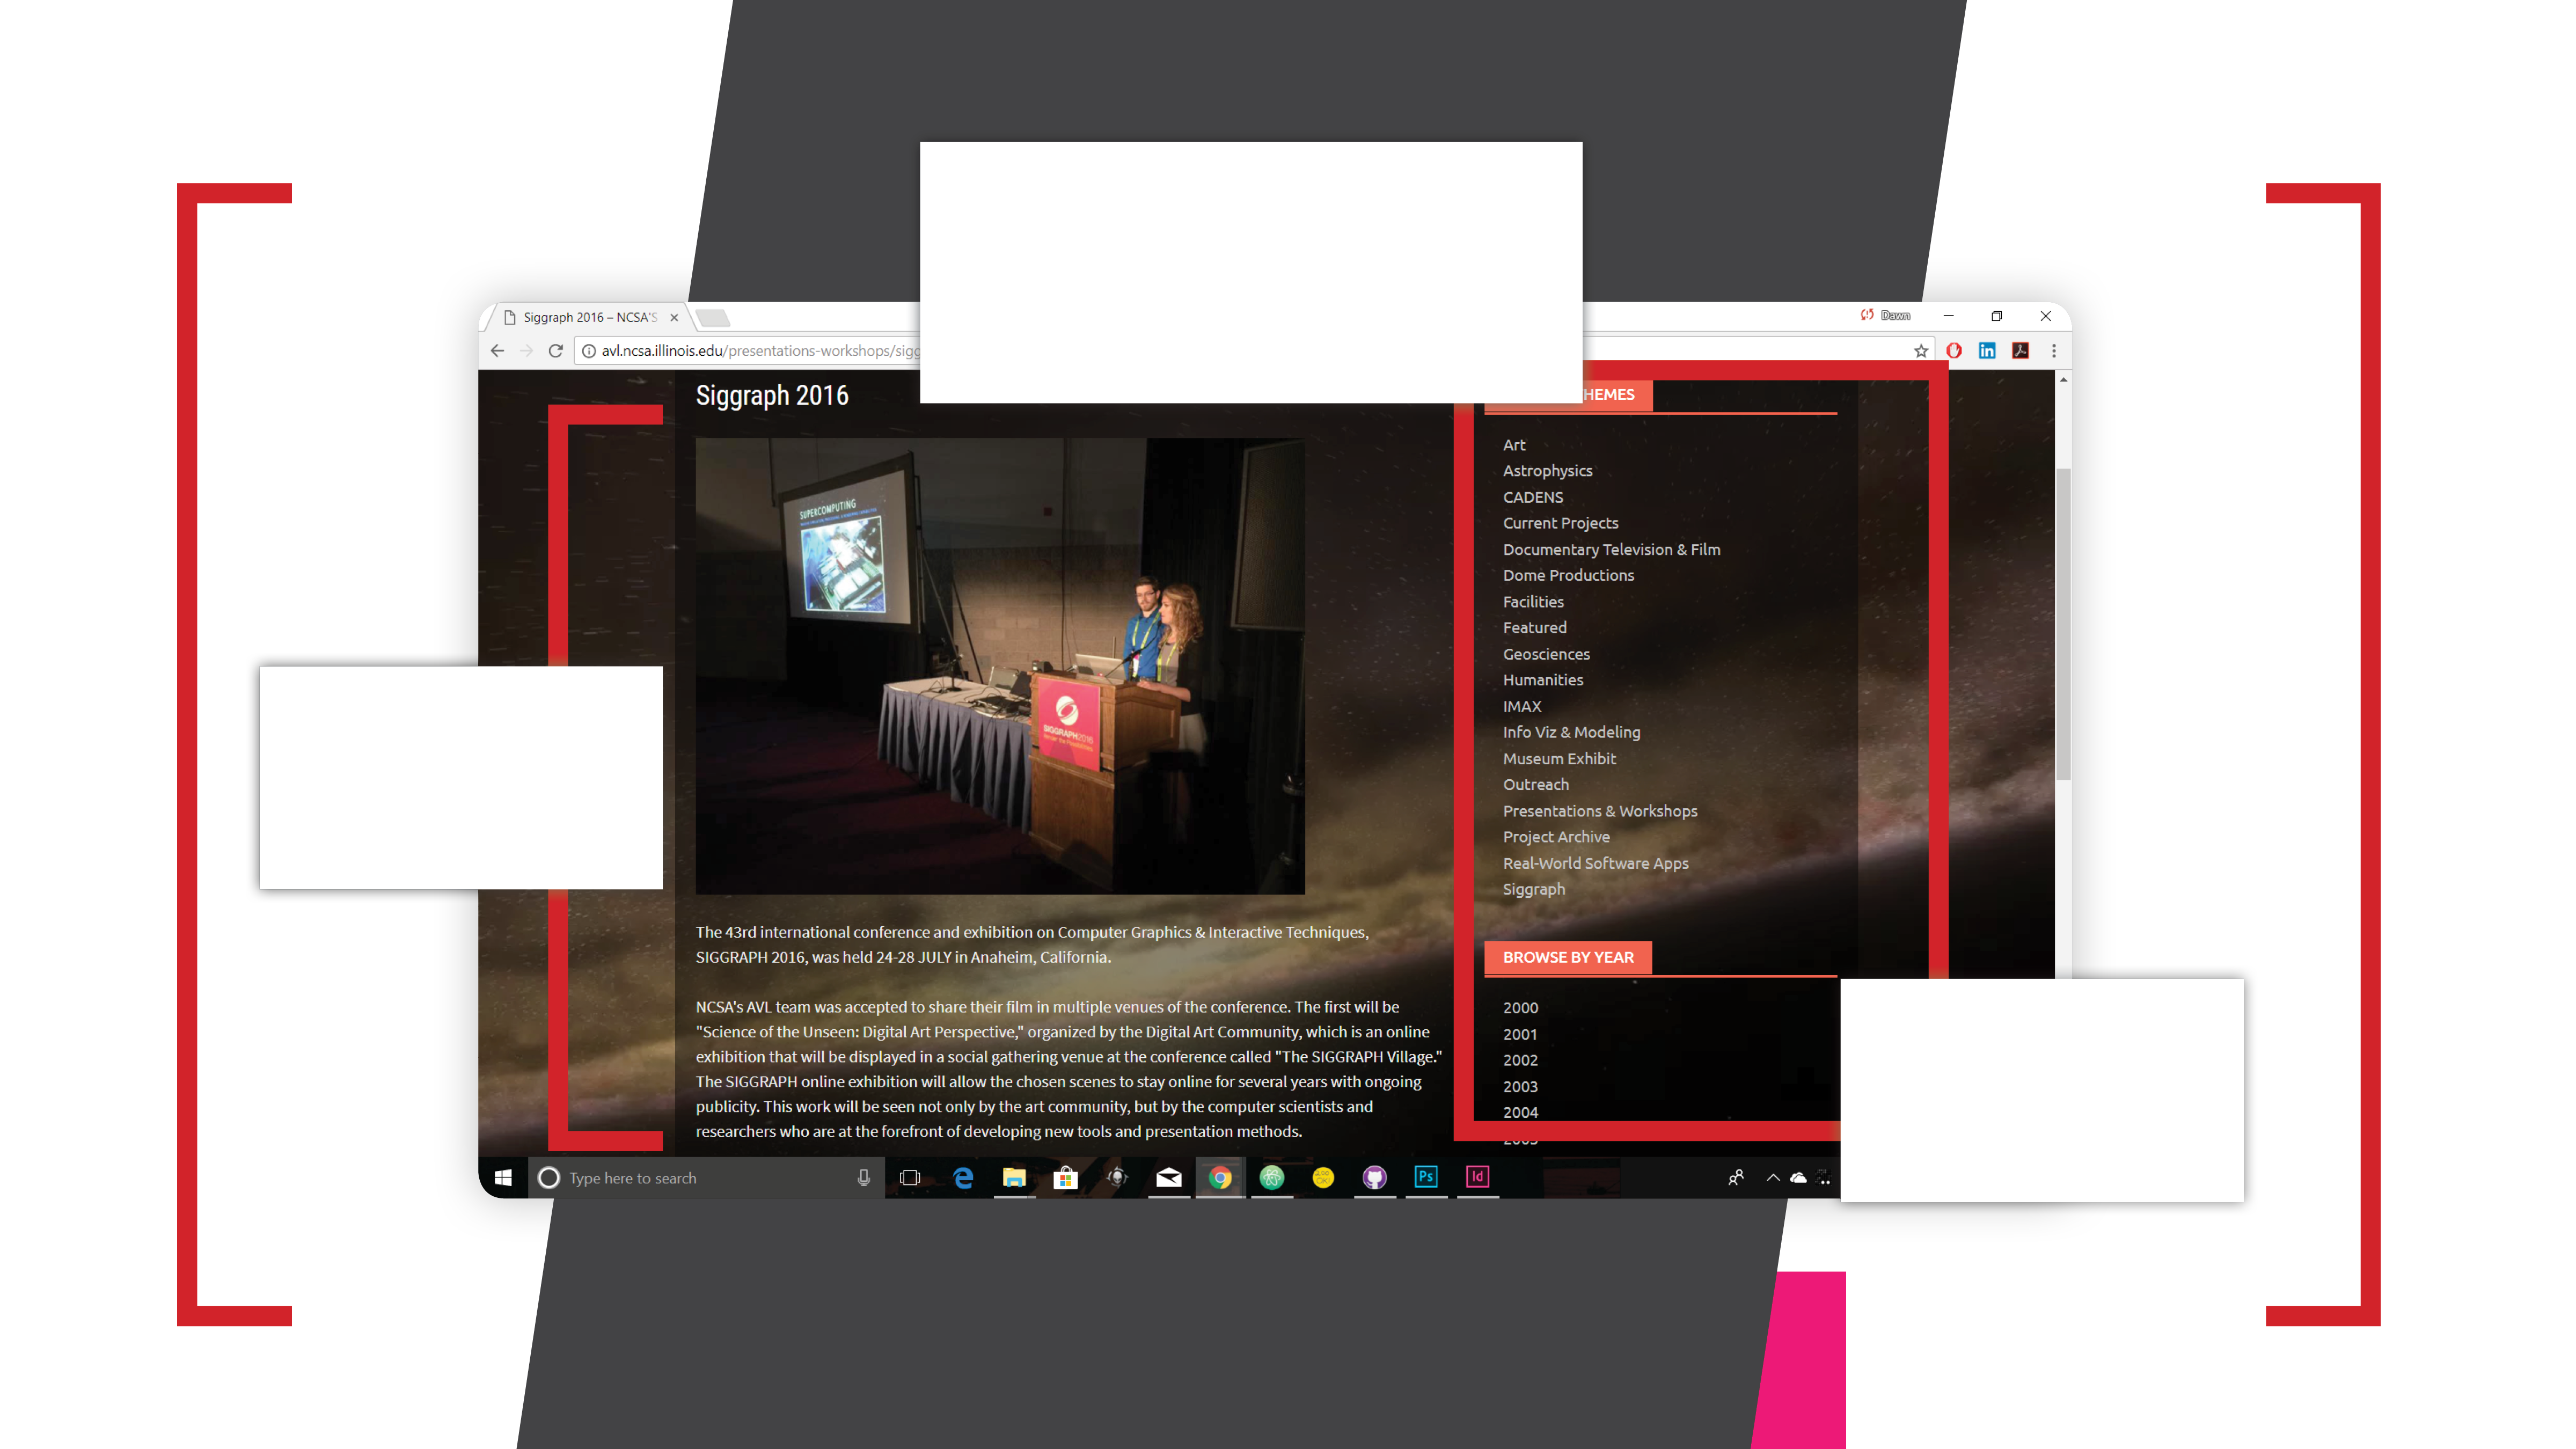 Siggraph 2016 – NCSA'S
Dawn
avl.ncsa.illinois.edu/presentations-workshops/sigg
Siggraph 2016
SUPERCOMPUTING
SIGGRAPH2016
The 43rd international conference and exhibition on Computer Graphics & Interactive Techniques,
SIGGRAPH 2016, was held 24-28 JULY in Anaheim, California.
NCSA's AVL team was accepted to share their film in multiple venues of the conference. The first will be
"Science of the Unseen: Digital Art Perspective," organized by the Digital Art Community, which is an online
exhibition that will be displayed in a social gathering venue at the conference called "The SIGGRAPH Village."
The SIGGRAPH online exhibition will allow the chosen scenes to stay online for several years with ongoing
publicity. This work will be seen not only by the art community, but by the computer scientists and
researchers who are at the forefront of developing new tools and presentation methods.
HEMES
Art
Astrophysics
CADENS
Current Projects
Documentary Television & Film
Dome Productions
Facilities
Featured
Geosciences
Humanities
IMAX
Info Viz & Modeling
Museum Exhibit
Outreach
Presentations & Workshops
Project Archive
Real-World Software Apps
Siggraph
BROWSE BY YEAR
2000
2001
2002
2003
2004
Type here to search
Ps
Id